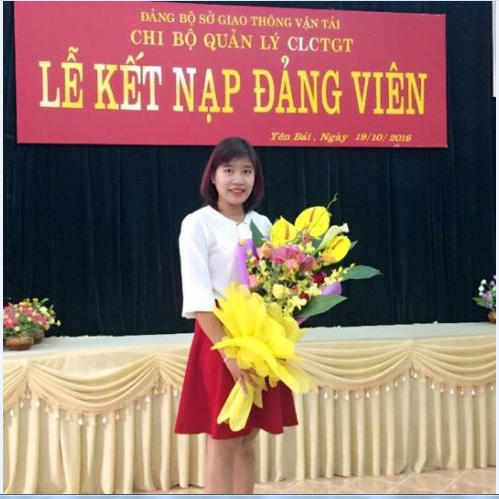 ĐẢNG BỘ SỞ GIAO THÔNG VẬN TẢI
CHI BỘ QUẢN LÝ CLCTGT
LỄ KẾT NẠP ĐẢNG VIÊN
Yên Bái, Ngày 19/10/2016